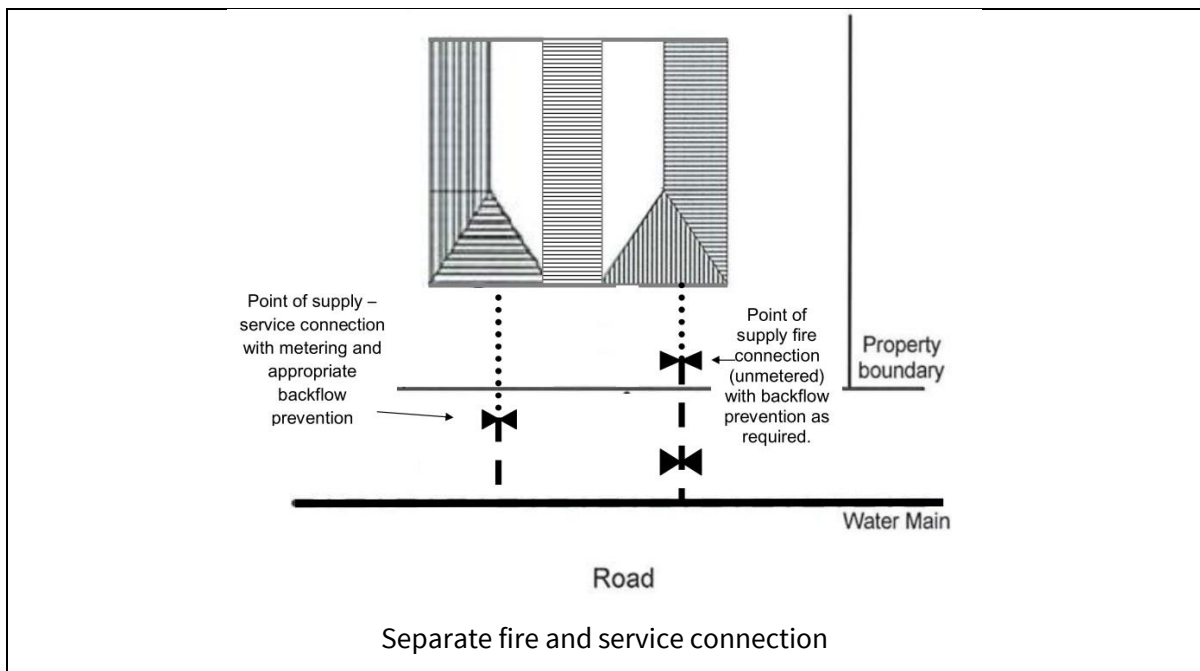 Point of supply –
service connection
with metering and
appropriate
backflow
prevention
Point of
supply fire
connection
(unmetered)
with backflow
prevention as
required.
Property
boundary
Water Main
Road
Separate fire and service connection